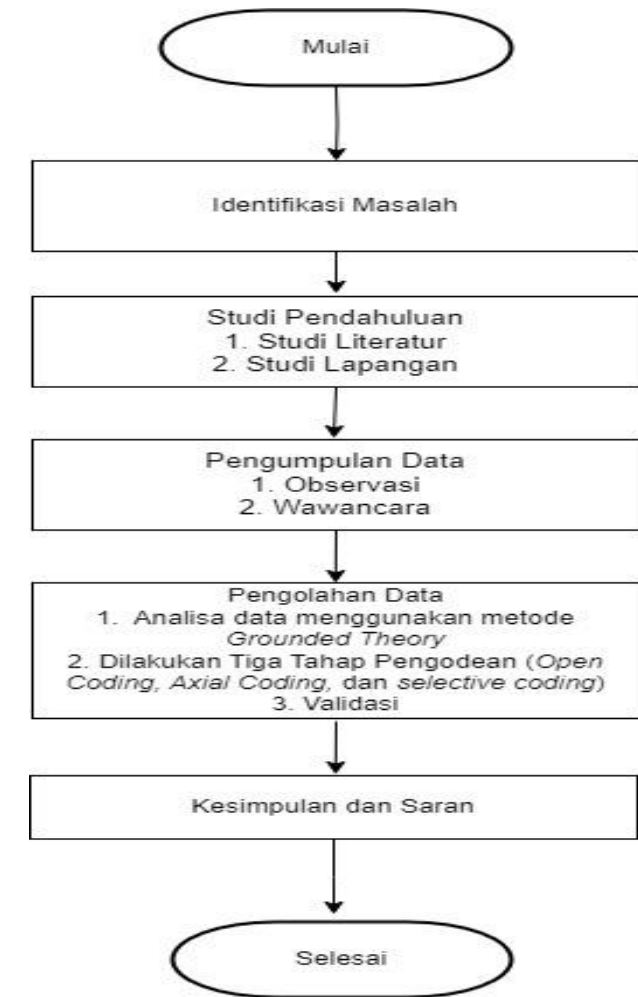 Mulai
Identifikasi Masalah
Studi Pendahuluan
1. Studi Literatur
2. Studi Lapangan
Pengumpulan Data
1. Observasi
2. Wawancara
Pengolahan Data
1. Analisa data menggunakan metode
Grounded Theory
2. Dilakukan Tiga Tahap Pengodean (Open
Coding, Axial Coding, dan selective coding)
3. Validasi
Kesimpulan dan Saran
Selesai